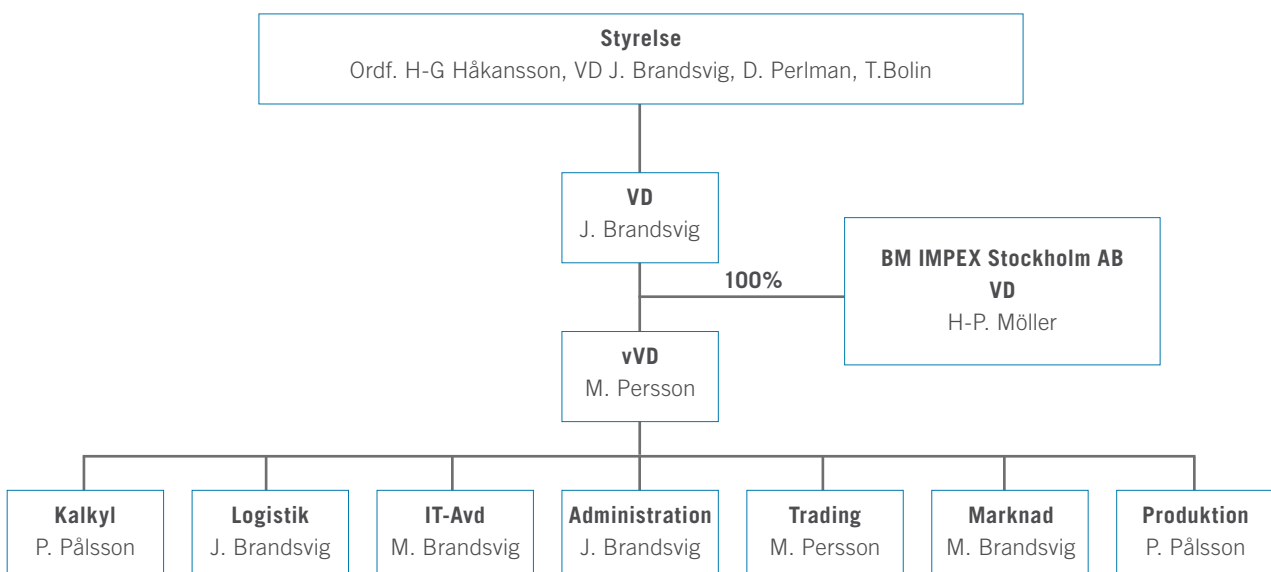 Styrelse
Ordf. H-G Håkansson, VD J. Brandsvig, D. Perlman, T.Bolin
VD
J. Brandsvig
BM IMPEX Stockholm AB
VD
H-P. Möller
100%
vVD
M. Persson
Kalkyl
P. Pålsson
Logistik
J. Brandsvig
IT-Avd
M. Brandsvig
Administration
J. Brandsvig
Trading
M. Persson
Marknad
M. Brandsvig
Produktion
P. Pålsson